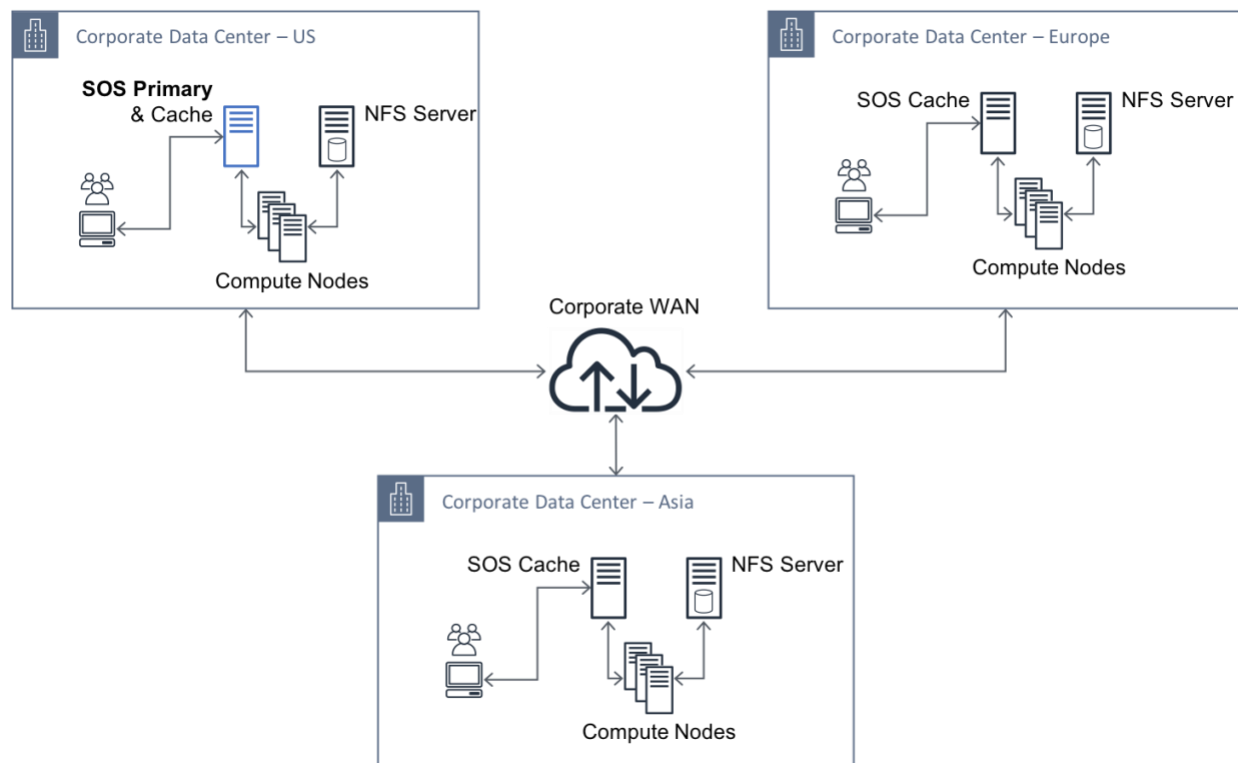 Corporate Data Center – US
SOS Primary
& Cache
NFS Server
Compute Nodes
Corporate Data Center – Europe
SOS Cache
NFS Server
Compute Nodes
Corporate WAN
Corporate Data Center – Asia
SOS Cache
NFS Server
Compute Nodes